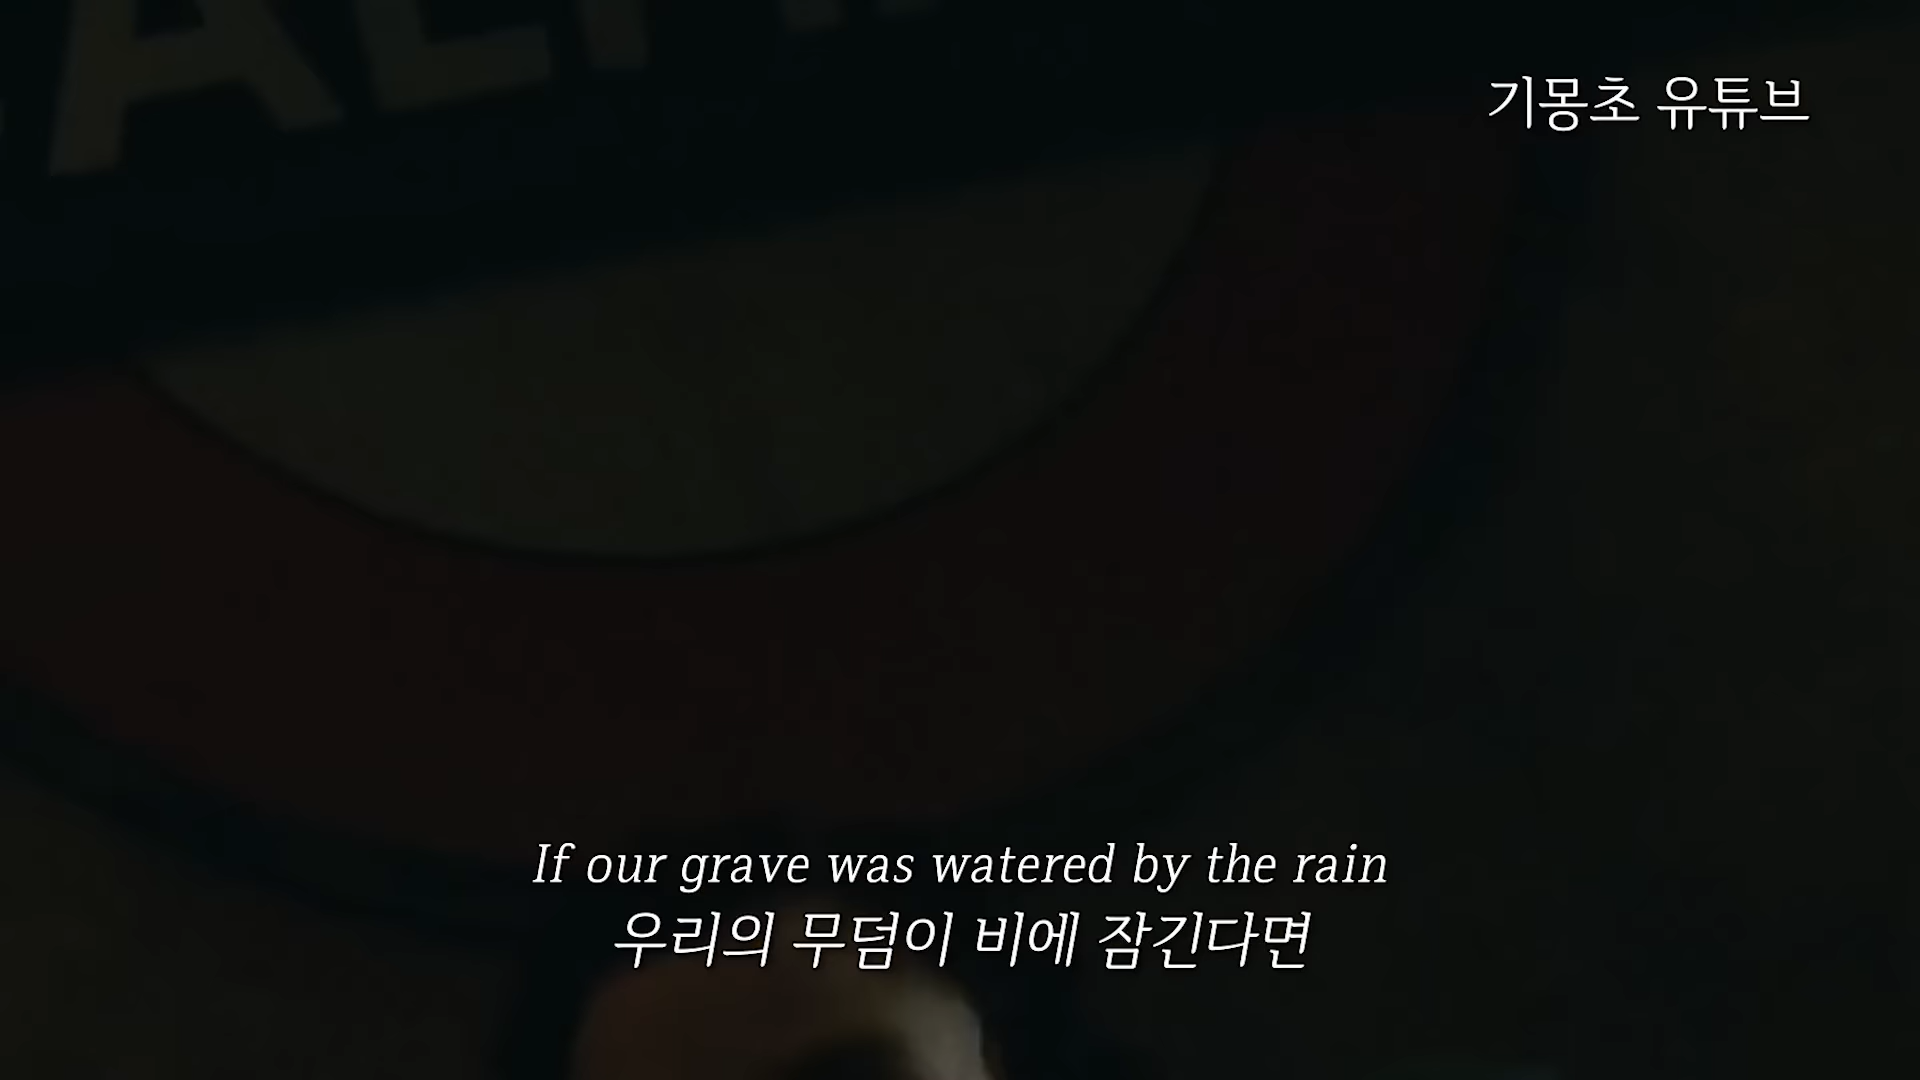 기몽초 유튜브
If our grave was watered by the rain
우리의 무덤이 비에 잠긴다면